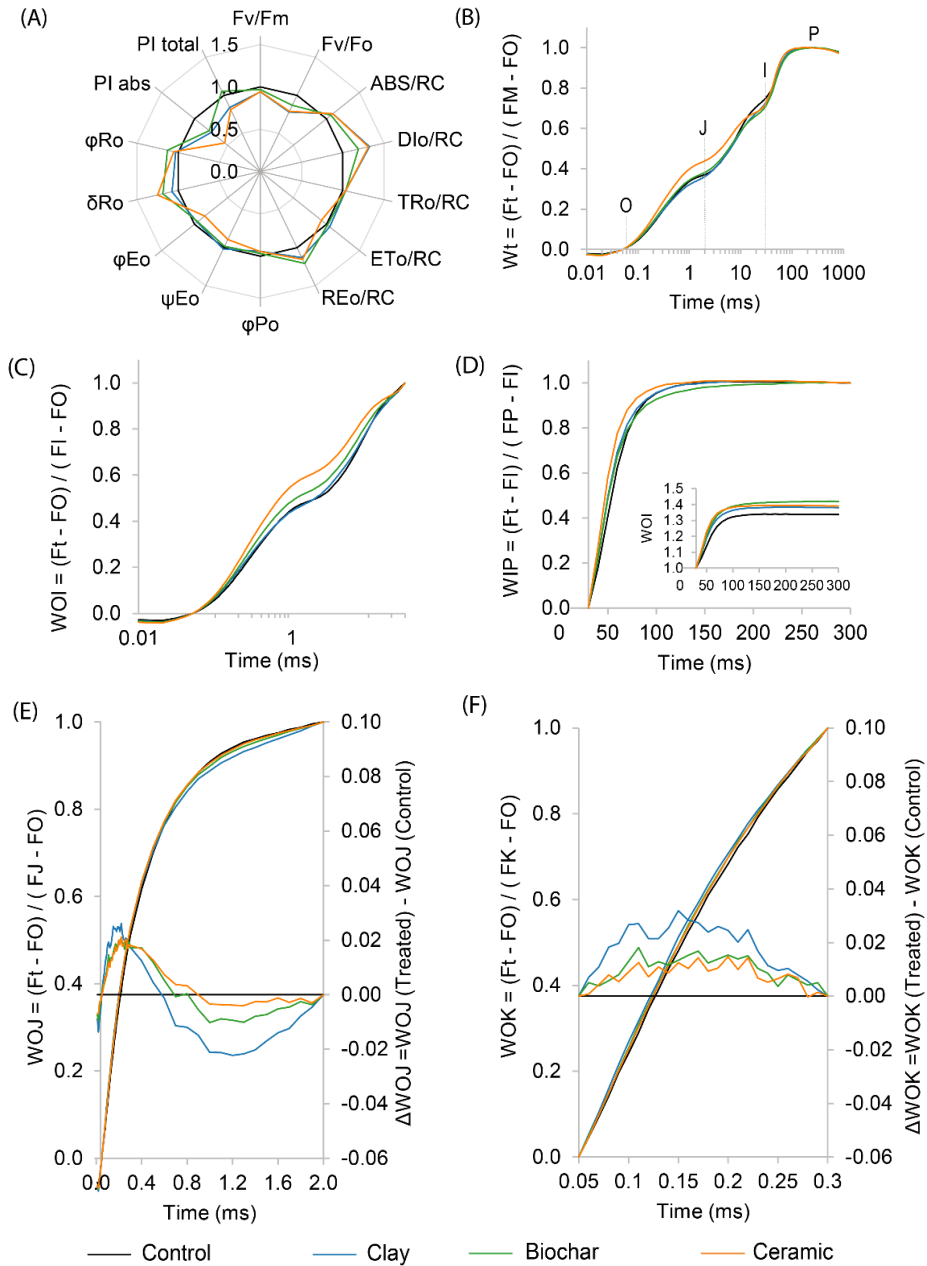 (A)
Fv/Fm
Fv/Fo
ABS/RC
DIo/RC
TRo/RC
ETo/RC
REo/RC
φPo
ψEo
φEo
δRo
φRo
PI abs
PI total
1.5
1.0
0.5
0.0
(B)
Wt = (Ft - FO) / ( FM - FO)
1.0
0.8
0.6
0.4
0.2
0.0
O
J
I
P
0.01 0.1 1 10 100 1000
Time (ms)
(C)
WOI = (Ft - FO) / ( FI - FO)
1.0
0.8
0.6
0.4
0.2
0.0
0.01 1
Time (ms)
(D)
WIP = (Ft - FI) / ( FP - FI)
1.0
0.8
0.6
0.4
0.2
0.0
0 50 100 150 200 250 300
Time (ms)
WOI
1.5
1.4
1.3
1.2
1.1
1.0
0 50 100 150 200 300
(E)
WOJ = (Ft - FO) / ( FJ - FO)
1.0
0.8
0.6
0.4
0.2
0.0
0.10
0.08
0.06
0.04
0.02
0.00
-0.02
-0.04
-0.06
ΔWOJ =WOJ (Treated) - WOJ (Control)
0.0 0.4 0.8 1.2 1.6 2.0
Time (ms)
(F)
WOK = (Ft - FO) / ( FK - FO)
1.0
0.8
0.6
0.4
0.2
0.0
0.10
0.08
0.06
0.04
0.02
0.00
-0.02
-0.04
-0.06
ΔWOK =WOK (Treated) - WOK (Control)
0.05 0.1 0.15 0.2 0.25 0.3
Time (ms)
Control Clay Biochar Ceramic